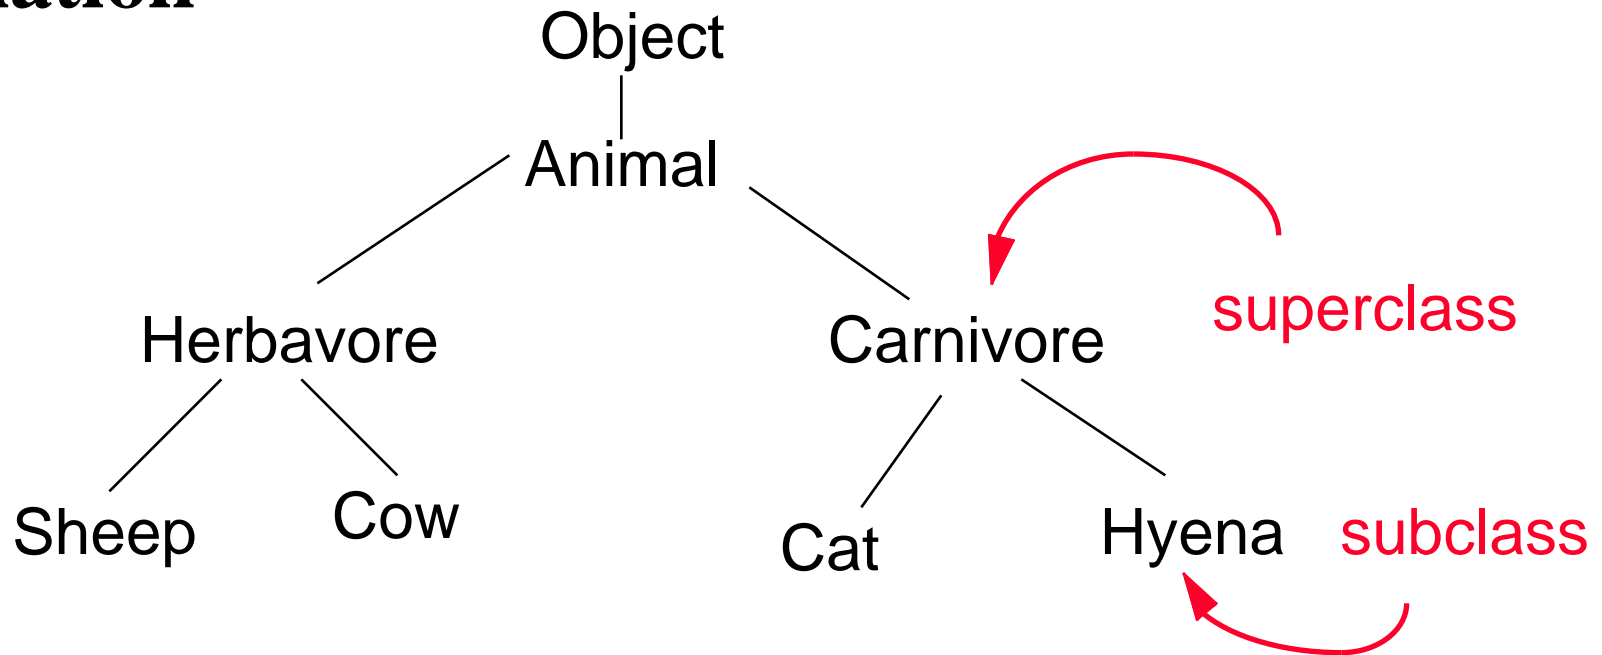 Object
Animal
superclass
Herbavore Carnivore
Sheep Cow Cat Hyena subclass